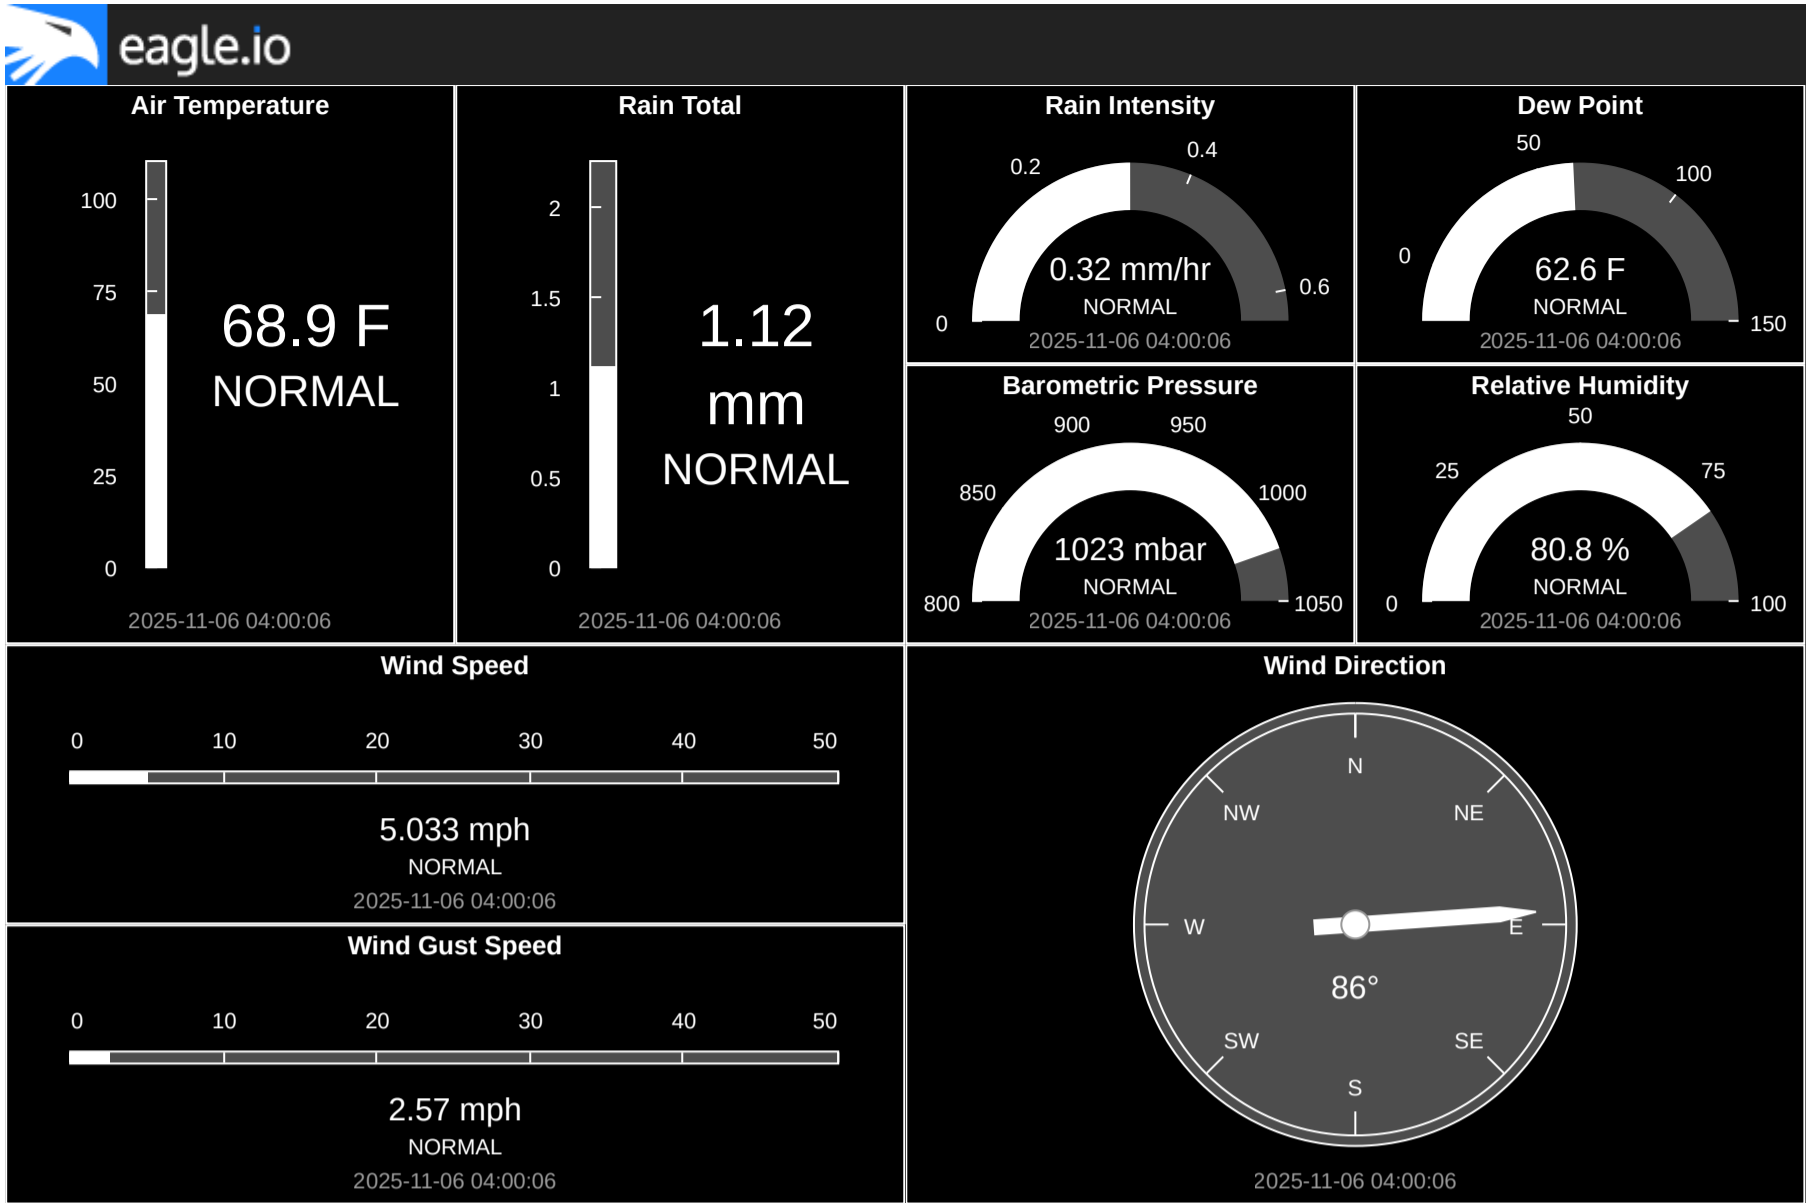 eagle.io
Air Temperature
100
75
50
25
0
68.9 F
NORMAL
2025-11-06 04:00:06
Rain Total
2
1.5
1
0.5
0
1.12
mm
NORMAL
2025-11-06 04:00:06
Rain Intensity
0
0.2
0.4
0.6
0.32 mm/hr
NORMAL
2025-11-06 04:00:06
Dew Point
0
50
100
150
62.6 F
NORMAL
2025-11-06 04:00:06
Barometric Pressure
800
850
900
950
1000
1050
1023 mbar
NORMAL
2025-11-06 04:00:06
Relative Humidity
0
25
50
75
100
80.8 %
NORMAL
2025-11-06 04:00:06
Wind Speed
0 10 20 30 40 50
5.033 mph
NORMAL
2025-11-06 04:00:06
Wind Gust Speed
0 10 20 30 40 50
2.57 mph
NORMAL
2025-11-06 04:00:06
Wind Direction
N
NW NE
W E
86°
SW SE
S
2025-11-06 04:00:06